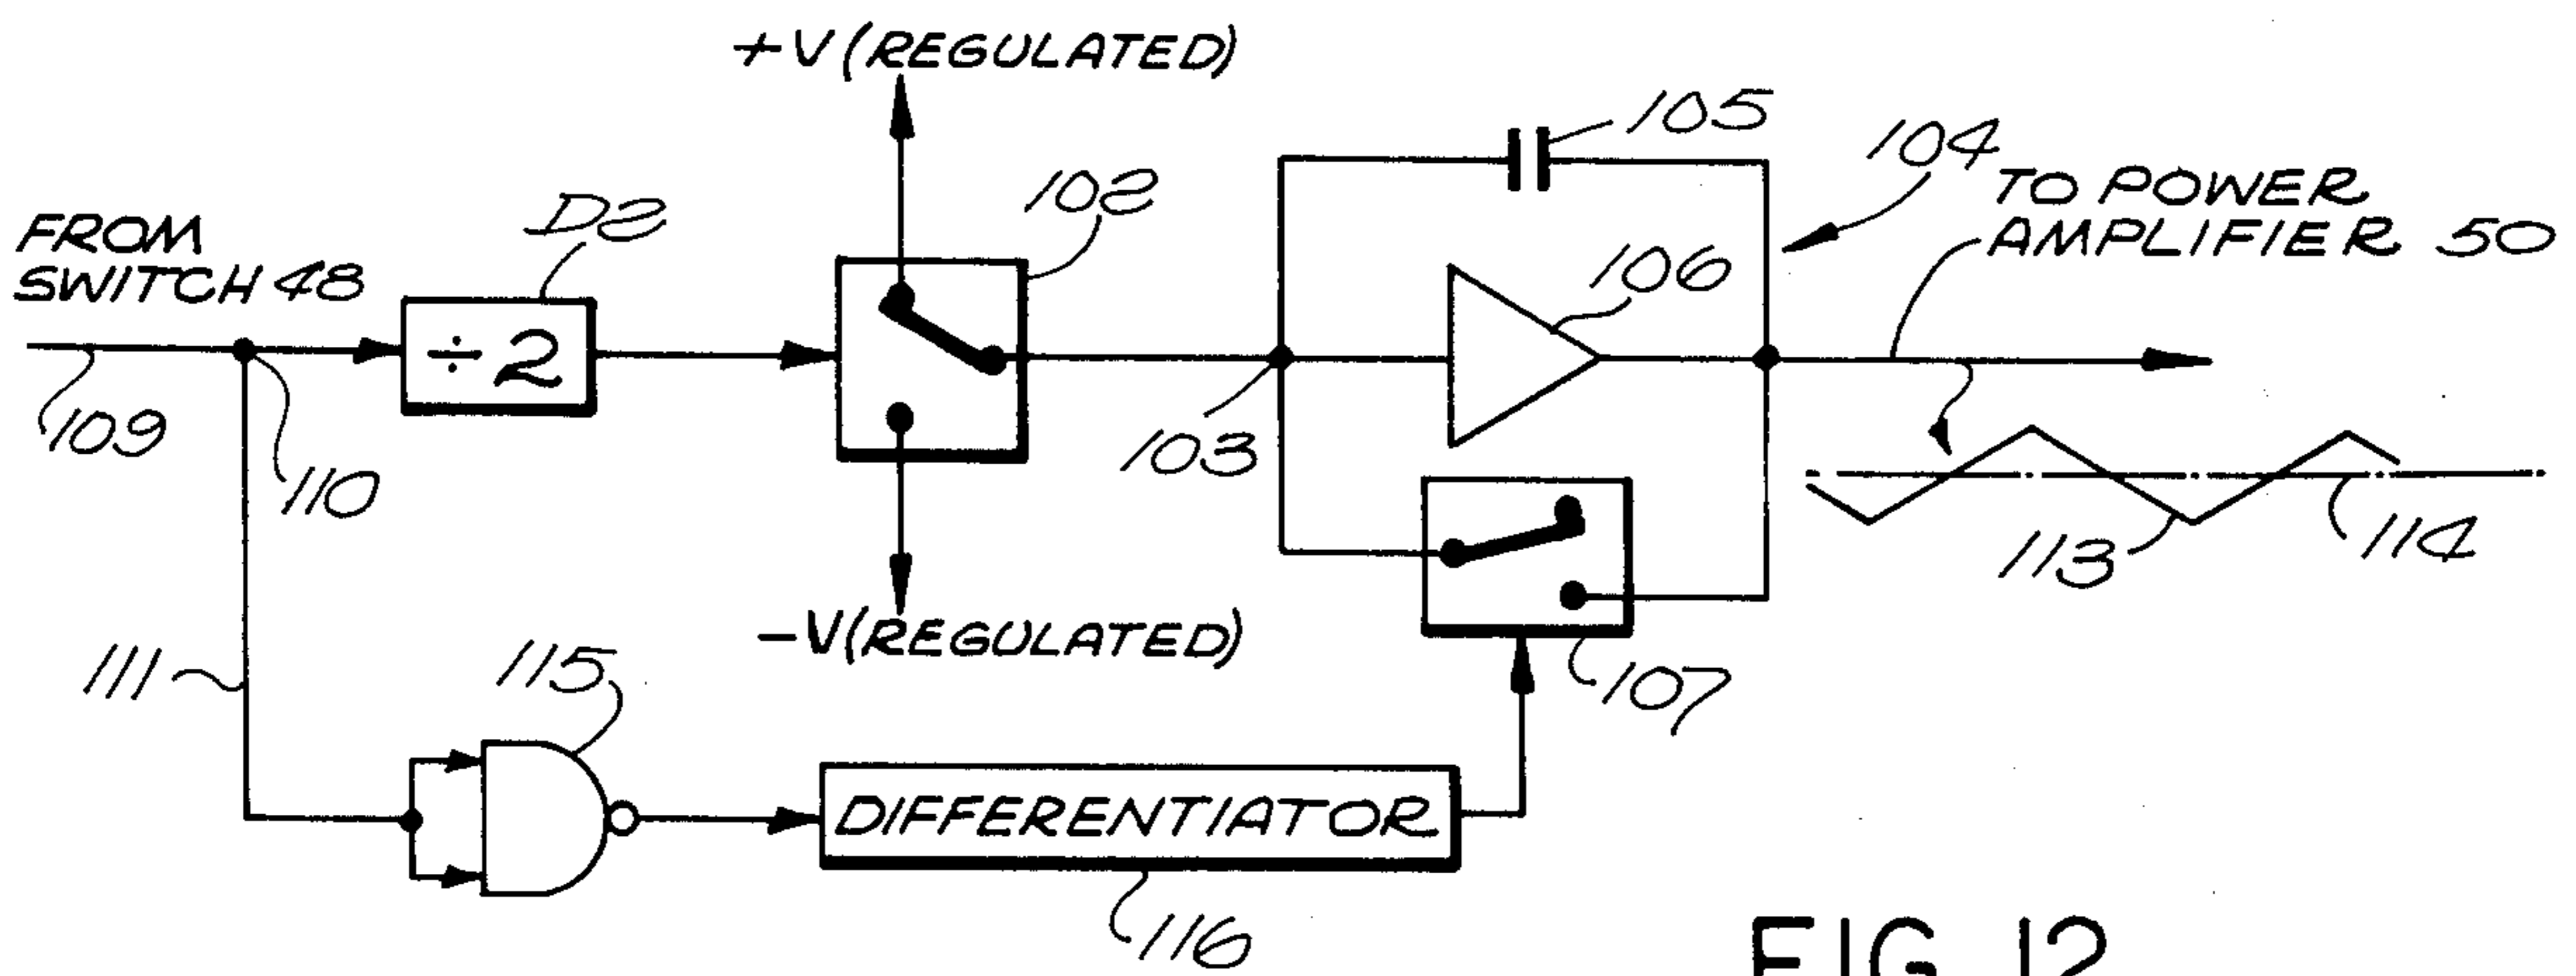 +V (REGULATED)
105
104
102
D2
TO POWER
AMPLIFIER 50
FROM
SWITCH 48
106
÷ 2
109
110
103
113
114
-V (REGULATED)
107
111
115
DIFFERENTIATOR
116
FIG. 12